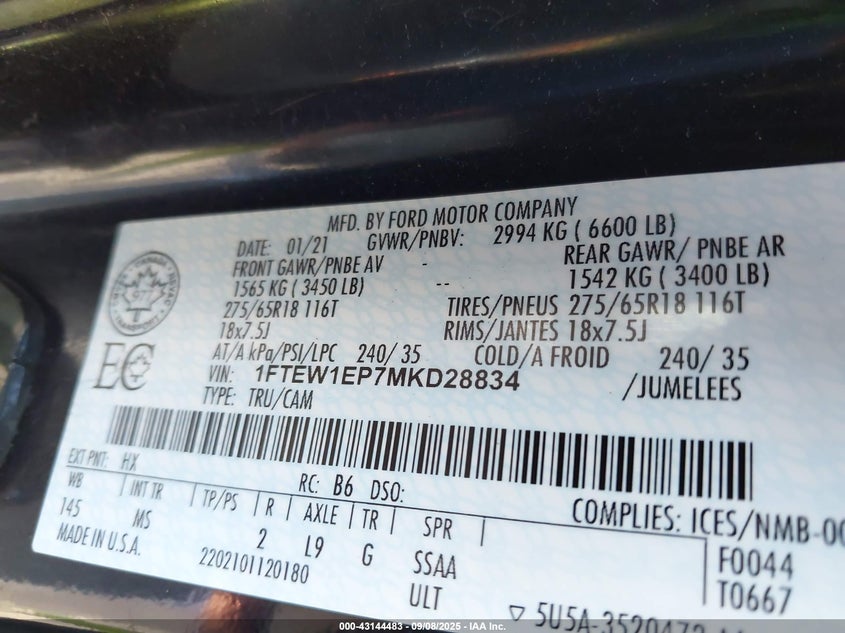 MFD. BY FORD MOTOR COMPANY
DATE: 01/21 GVWR/PNBV: 2994 KG ( 6600 LB)
FRONT GAWR/PNBE AV - REAR GAWR/ PNBE AR
1565 KG ( 3450 LB) -- 1542 KG ( 3400 LB)
275/65R18 116T TIRES/PNEUS 275/65R18 116T
18x7.5J RIMS/JANTES 18x7.5J
AT/A kPa/PSI/LPC 240/ 35 COLD/A FROID 240/ 35
VIN: 1FTEW1EP7MKD28834 /JUMELEES
TYPE: TRU/CAM
977
TRANSPORT
EC
EXT PNT: HX RC: B6 DSO:
WB INT TR TP/PS R AXLE TR SPR COMPLIES: ICES/NMB-00
145 MS 2 L9 G SSAA F0044
MADE IN U.S.A. 2202101120180 ULT T0667
5U5A-3520472
000-43144483 - 09/08/2025 - IAA Inc.